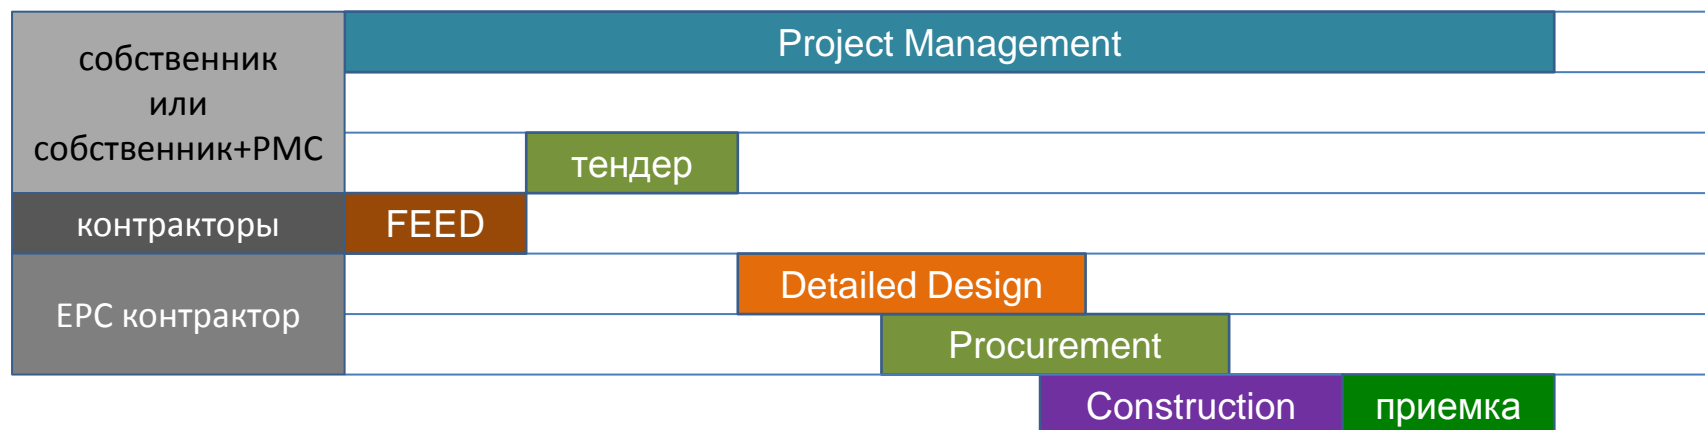 собственник
или
собственник+PMC
Project Management
тендер
контракторы
FEED
EPC контрактор
Detailed Design
Procurement
Construction
приемка